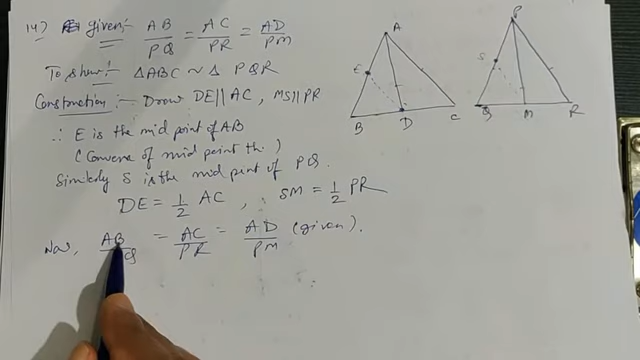 14) given:- AB/PQ = AC/PR = AD/PM
To show:- ΔABC ~ Δ PQR
Construction:- Draw DE||AC, MS||PR
∴ E is the mid point of AB
(Converse of mid point th.)
Similarly S is the mid point of PQ.
DE = 1/2 AC, SM = 1/2 PR
Now, AB/Q = AC/PR = AD/PM (given).
A
E
B
D
C
P
S
Q
M
R